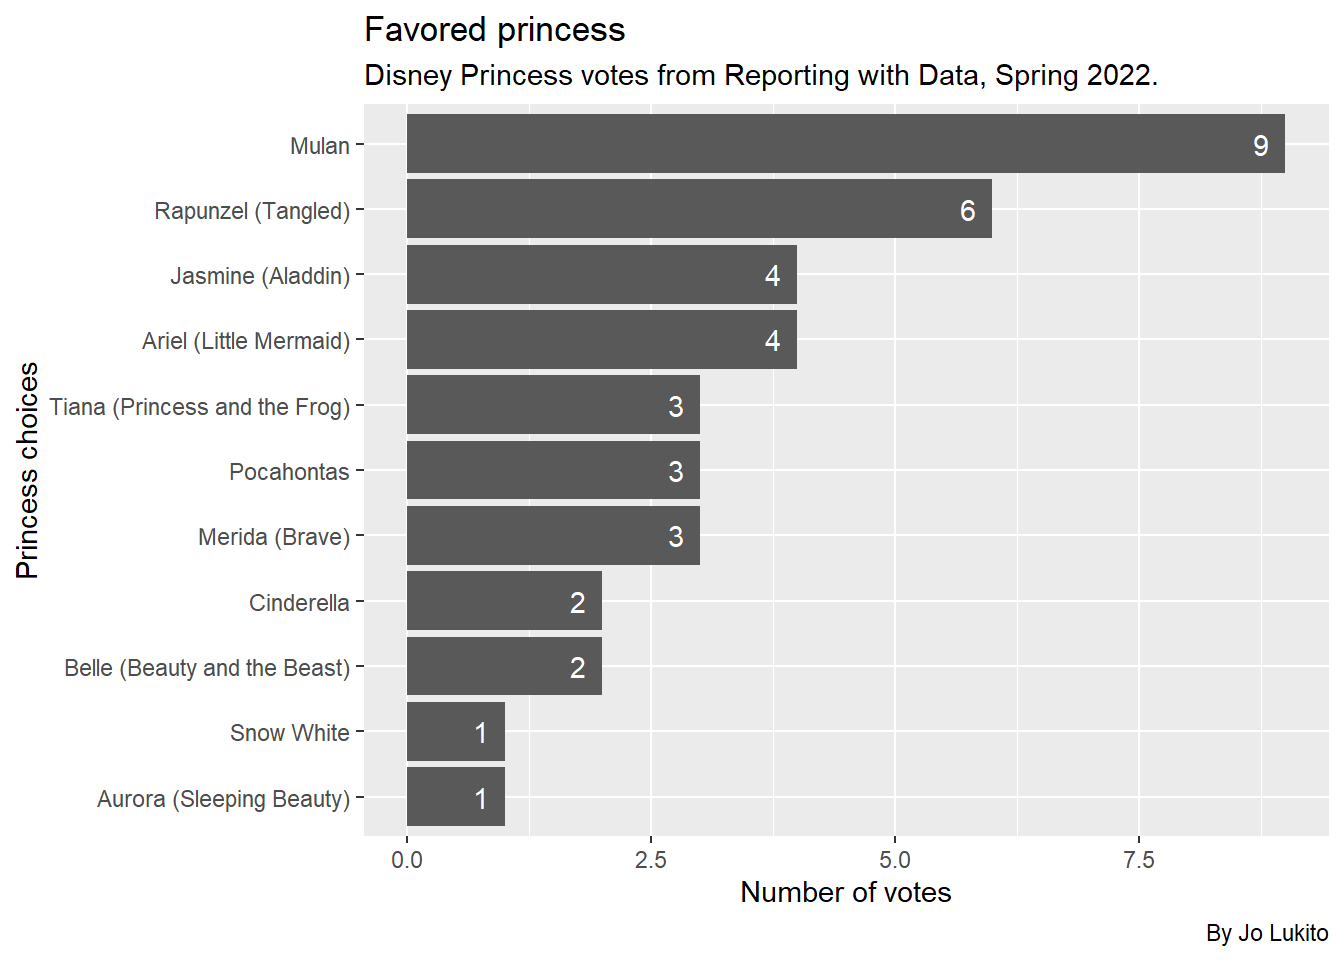 Favored princess
Disney Princess votes from Reporting with Data, Spring 2022.
Princess choices
Mulan 9
Rapunzel (Tangled) 6
Jasmine (Aladdin) 4
Ariel (Little Mermaid) 4
Tiana (Princess and the Frog) 3
Pocahontas 3
Merida (Brave) 3
Cinderella 2
Belle (Beauty and the Beast) 2
Snow White 1
Aurora (Sleeping Beauty) 1
0.0 2.5 5.0 7.5
Number of votes
By Jo Lukito